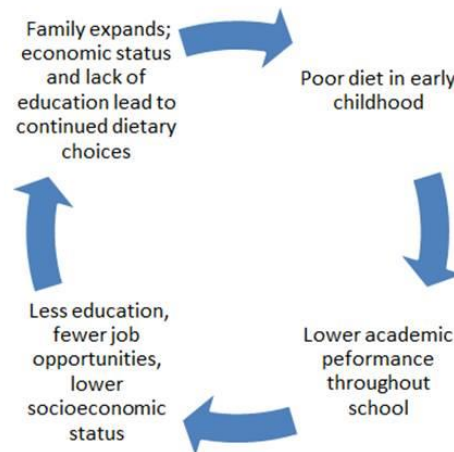 Family expands;
economic status
and lack of
education lead to
continued dietary
choices
Poor diet in early
childhood
Lower academic
peformance
throughout
school
Less education,
fewer job
opportunities,
lower
socioeconomic
status